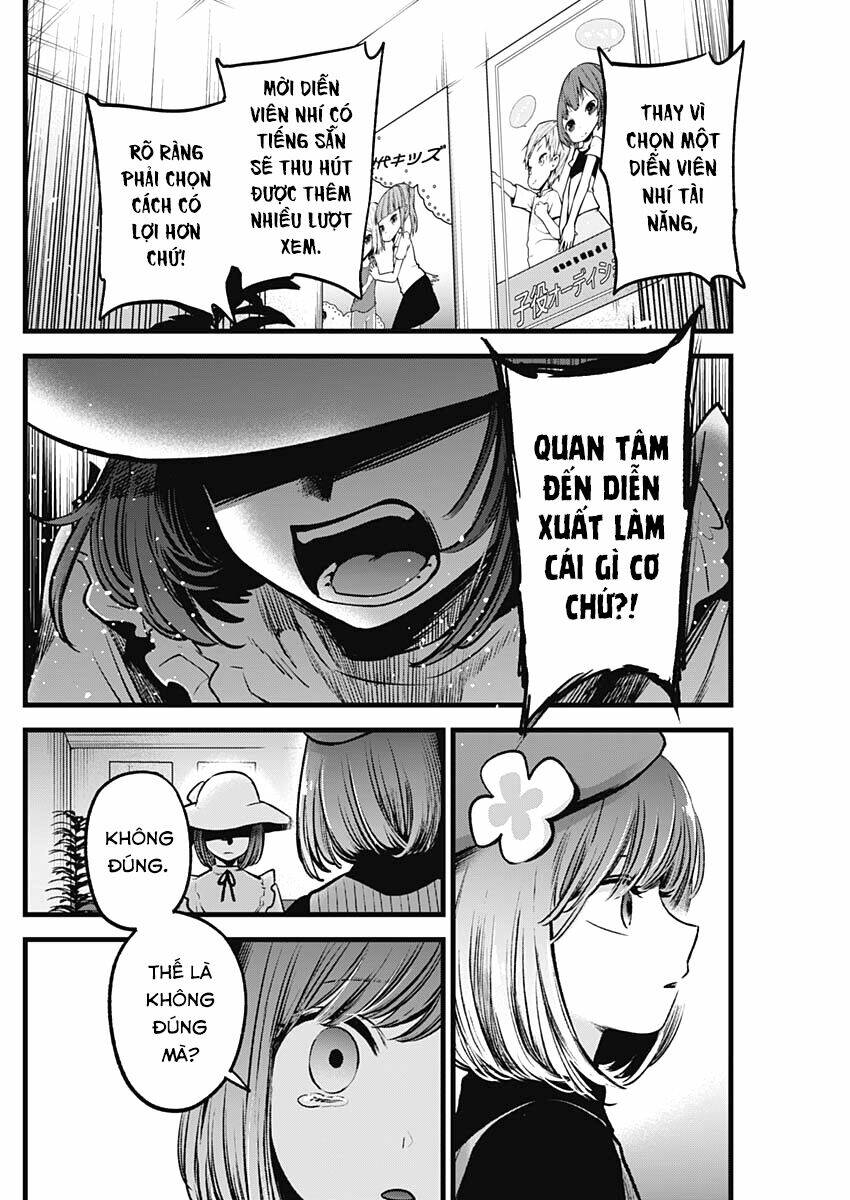 THAY VÌ
CHỌN MỘT
DIỄN VIÊN
NHÍ TÀI
NĂNG,
MỜI DIỄN
VIÊN NHÍ CÓ
TIẾNG SẴN
SẼ THU HÚT
ĐƯỢC THÊM
NHIỀU LƯỢT
XEM.
RÕ RÀNG
PHẢI CHỌN
CÁCH CÓ
LỢI HƠN
CHỨ!
代キッズ
子役オーディシ
QUAN TÂM
ĐẾN DIỄN
XUẤT LÀM
CÁI GÌ CƠ
CHỨ?!
KHÔNG
ĐÚNG.
THẾ LÀ
KHÔNG
ĐÚNG
MÀ?